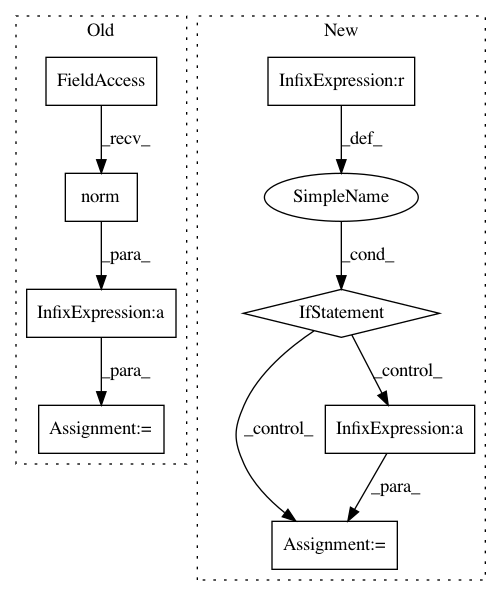 Old
New
FieldAccess
InfixExpression:r
_recv_
_def_
norm
SimpleName
_para_
_cond_
InfixExpression:a
IfStatement
_para_
_control_
_control_
Assignment:=
InfixExpression:a
_para_
Assignment:=